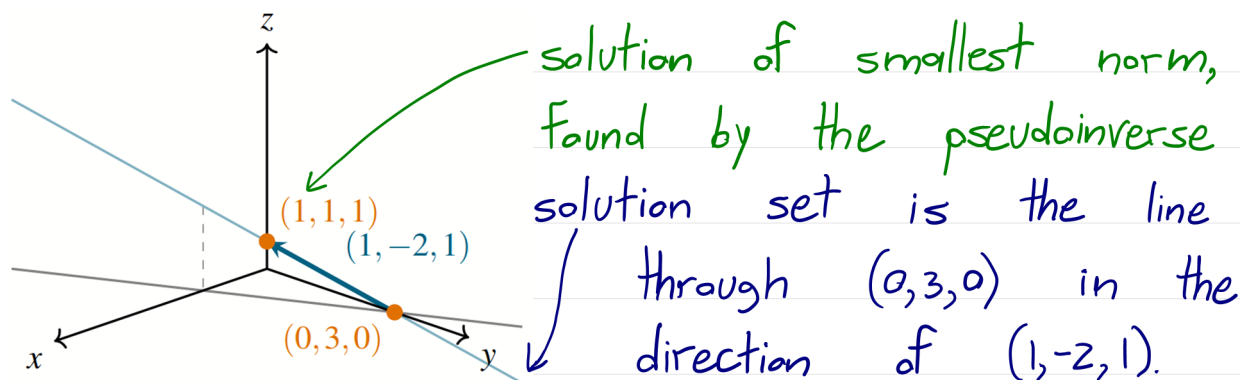 z
solution of smallest norm,
found by the pseudoinverse
(1, 1, 1)
(1, −2, 1)
solution set is the line
through (0,3,0) in the
(0, 3, 0)
direction of (1,-2,1).
x
y